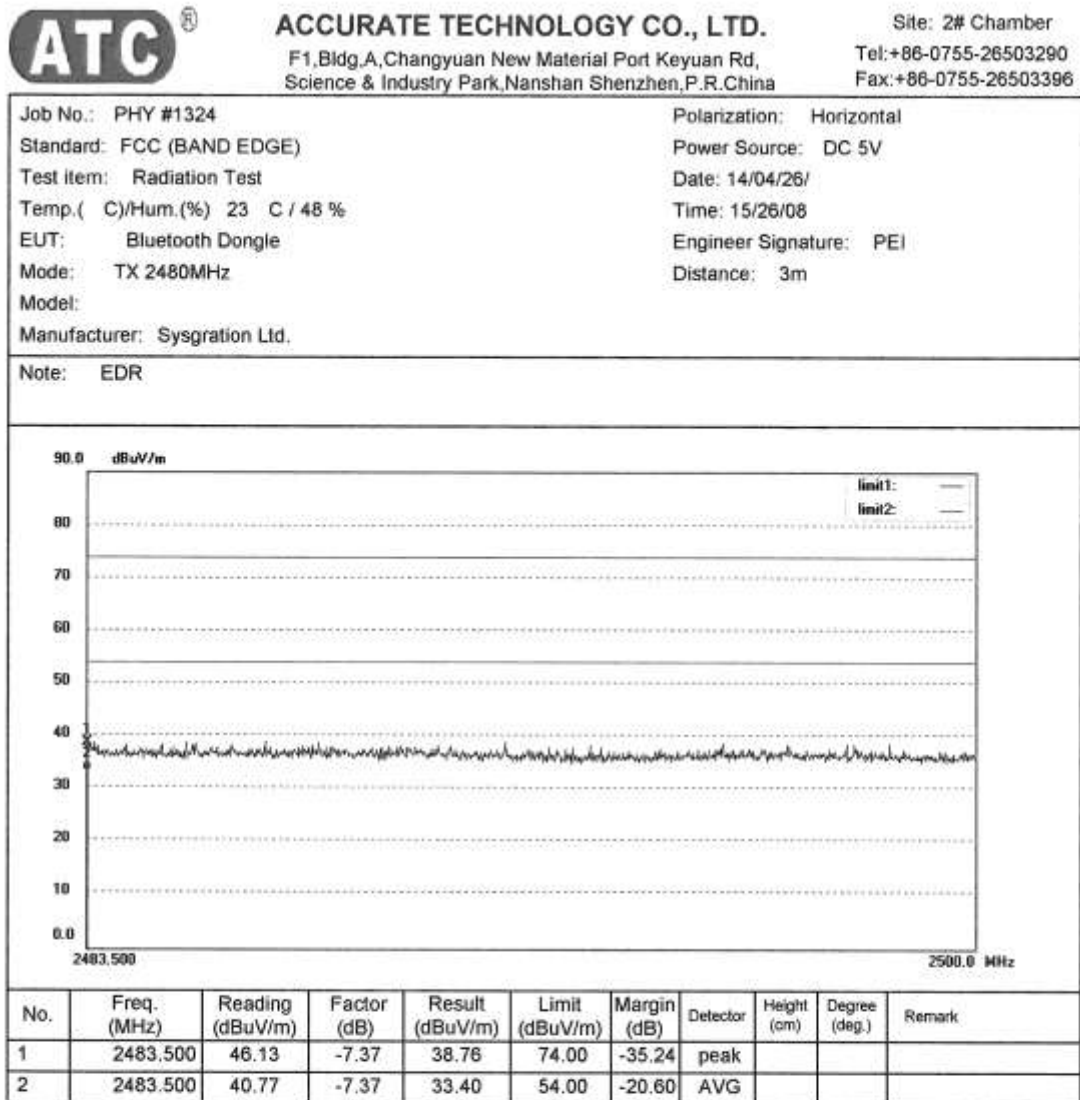 ATC ®
ACCURATE TECHNOLOGY CO., LTD.
F1,Bldg,A,Changyuan New Material Port Keyuan Rd,
Science & Industry Park,Nanshan Shenzhen,P.R.China
Site: 2# Chamber
Tel:+86-0755-26503290
Fax:+86-0755-26503396
Job No.: PHY #1324
Standard: FCC (BAND EDGE)
Test item: Radiation Test
Temp.( C)/Hum.(%) 23 C / 48 %
EUT: Bluetooth Dongle
Mode: TX 2480MHz
Model:
Manufacturer: Sysgration Ltd.
Polarization: Horizontal
Power Source: DC 5V
Date: 14/04/26/
Time: 15/26/08
Engineer Signature: PEI
Distance: 3m
Note: EDR
90.0 dBuV/m
limit1:
limit2:
80
70
60
50
40
30
20
10
0.0
2483.500 2500.0 MHz
No. Freq. (MHz) Reading (dBuV/m) Factor (dB) Result (dBuV/m) Limit (dBuV/m) Margin (dB) Detector Height (cm) Degree (deg.) Remark
1 2483.500 46.13 -7.37 38.76 74.00 -35.24 peak
2 2483.500 40.77 -7.37 33.40 54.00 -20.60 AVG